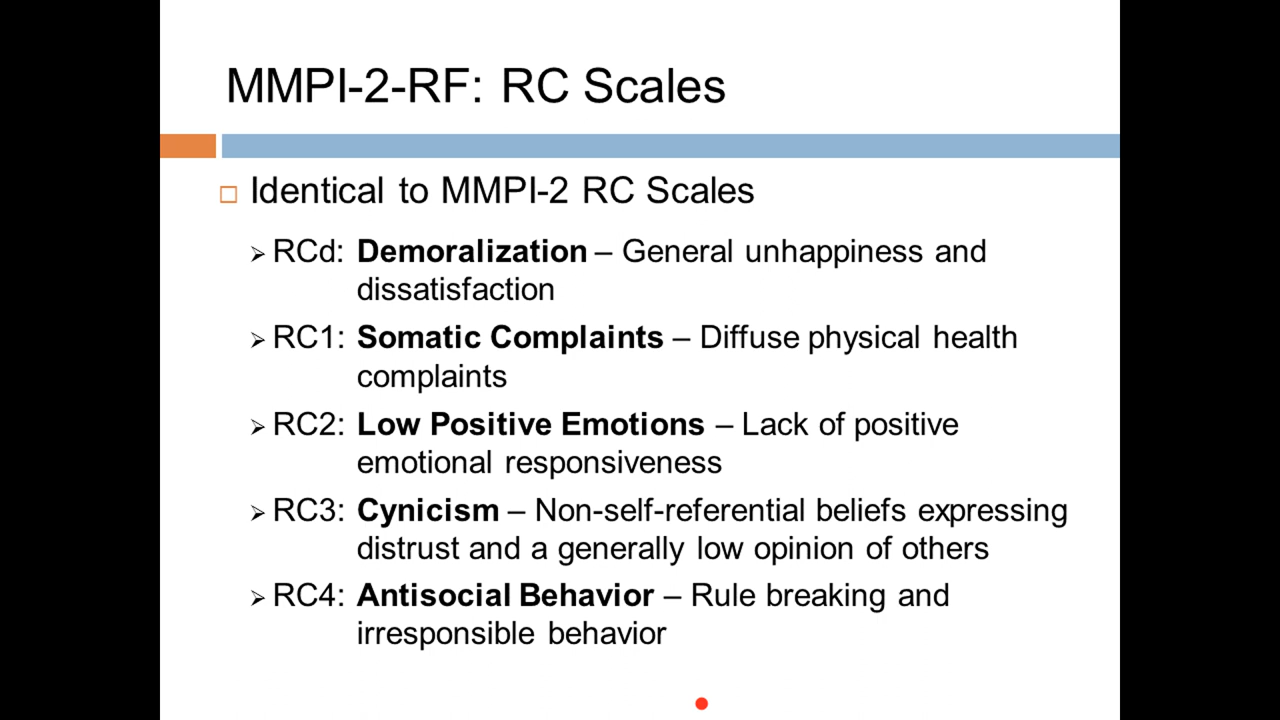 MMPI-2-RF: RC Scales
Identical to MMPI-2 RC Scales
RCd: Demoralization – General unhappiness and
dissatisfaction
RC1: Somatic Complaints – Diffuse physical health
complaints
RC2: Low Positive Emotions – Lack of positive
emotional responsiveness
RC3: Cynicism – Non-self-referential beliefs expressing
distrust and a generally low opinion of others
RC4: Antisocial Behavior – Rule breaking and
irresponsible behavior